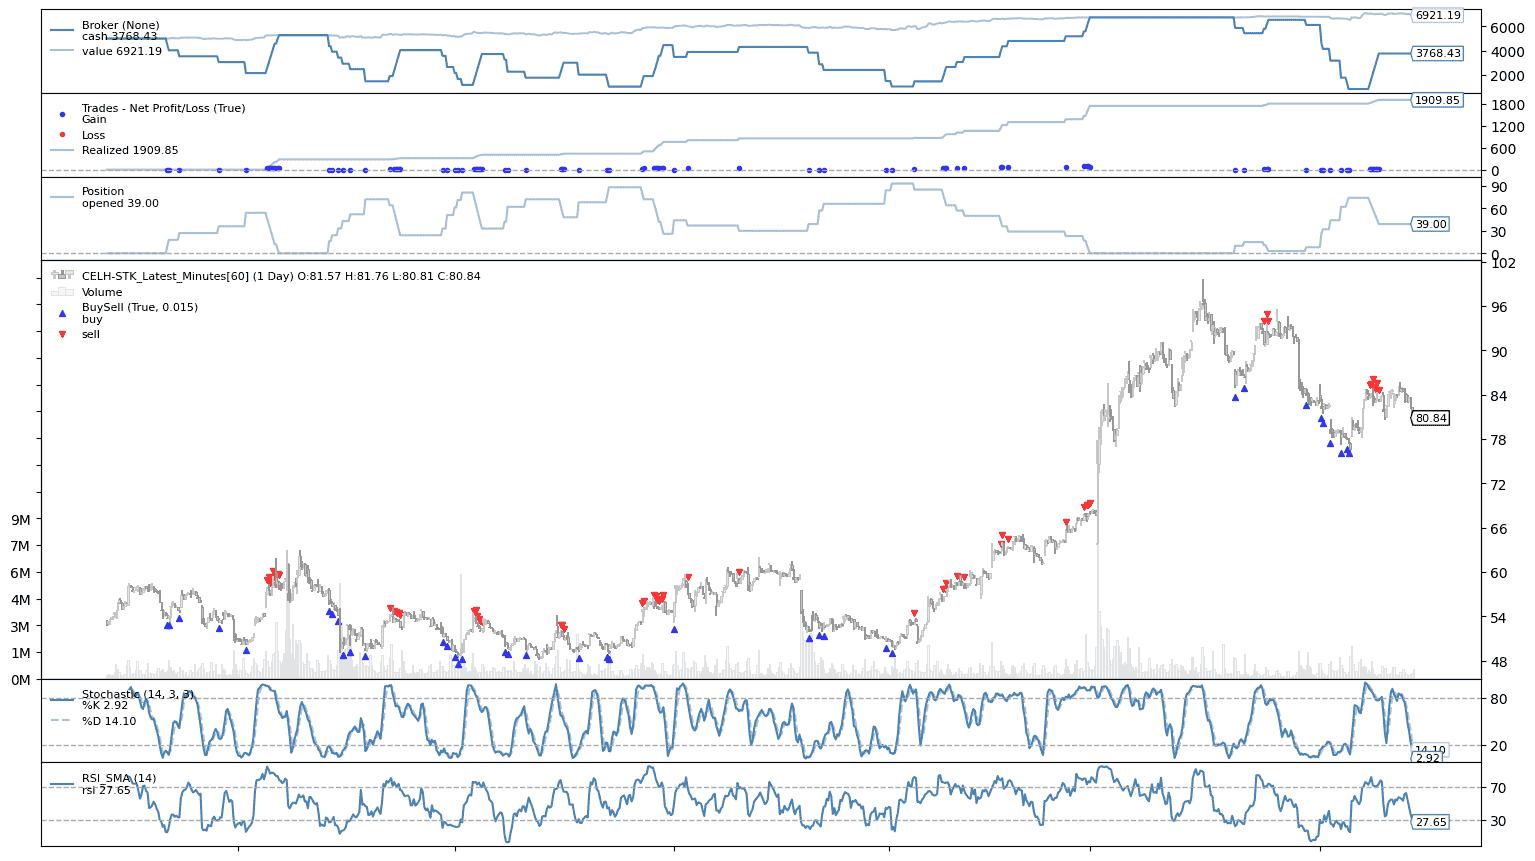 Broker (None)
cash 3768.43
value 6921.19
6921.19
6000
4000
3768.43
2000
Trades - Net Profit/Loss (True)
Gain
Loss
Realized 1909.85
1909.85
1800
1200
600
0
Position
opened 39.00
90
60
39.00
30
0
CELH-STK_Latest_Minutes[60] (1 Day) O:81.57 H:81.76 L:80.81 C:80.84
Volume
BuySell (True, 0.015)
buy
sell
102
96
90
84
80.84
78
72
66
60
54
48
9M
7M
6M
4M
3M
1M
0M
Stochastic (14, 3, 3)
%K 2.92
%D 14.10
80
20
14.10
2.92
RSI_SMA (14)
rsi 27.65
70
30
27.65